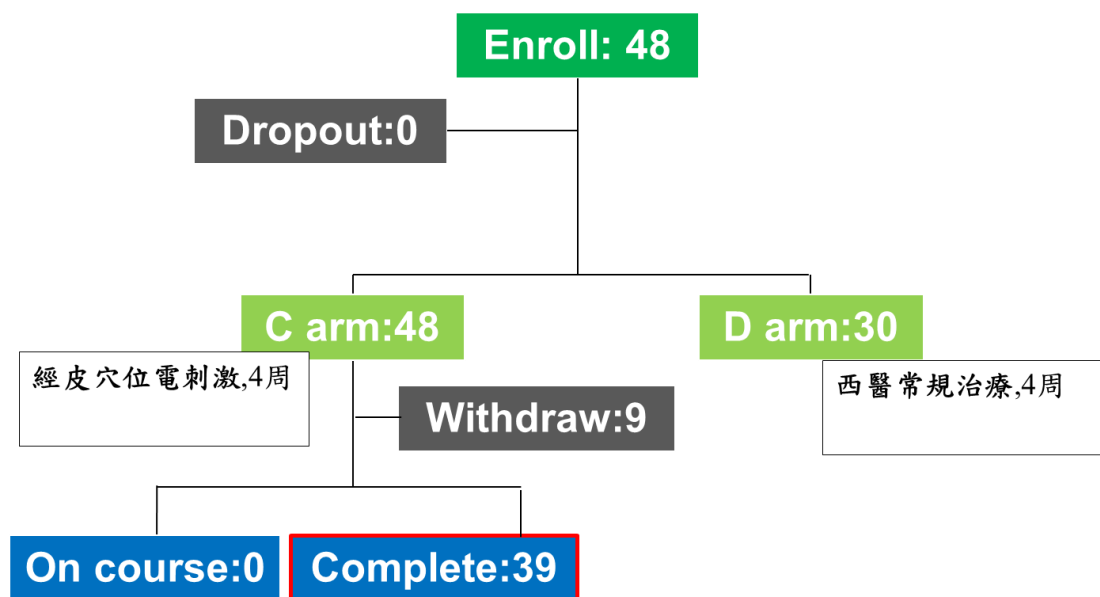 Enroll: 48
Dropout:0
C arm:48
D arm:30
經皮穴位電刺激,4周
西醫常規治療,4周
Withdraw:9
On course:0
Complete:39